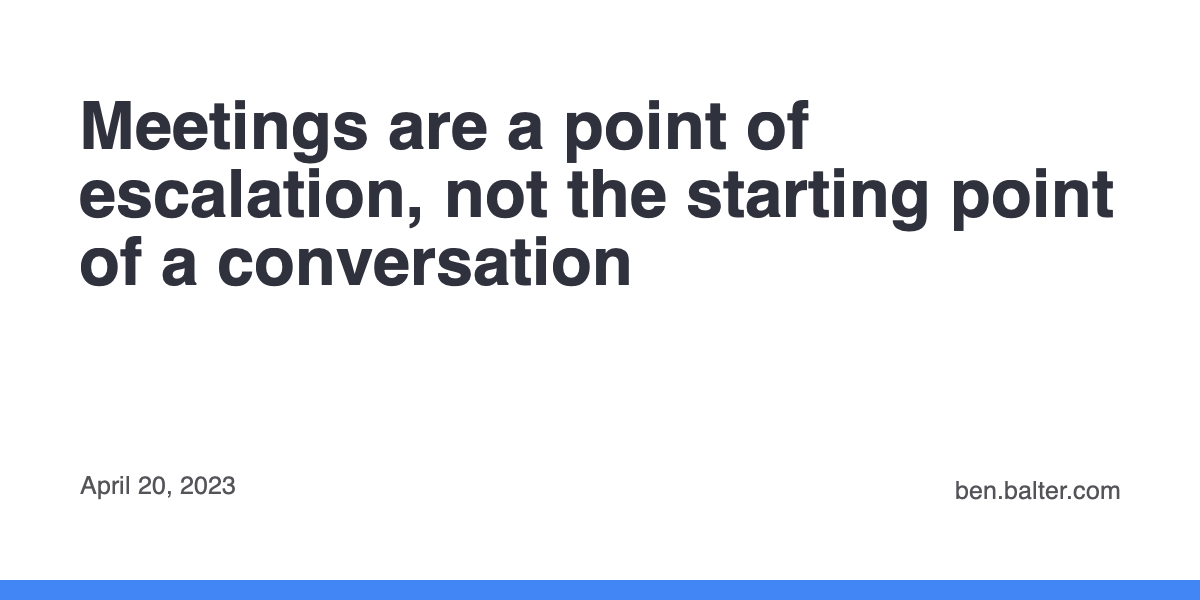 Meetings are a point of
escalation, not the starting point
of a conversation
April 20, 2023
ben.balter.com